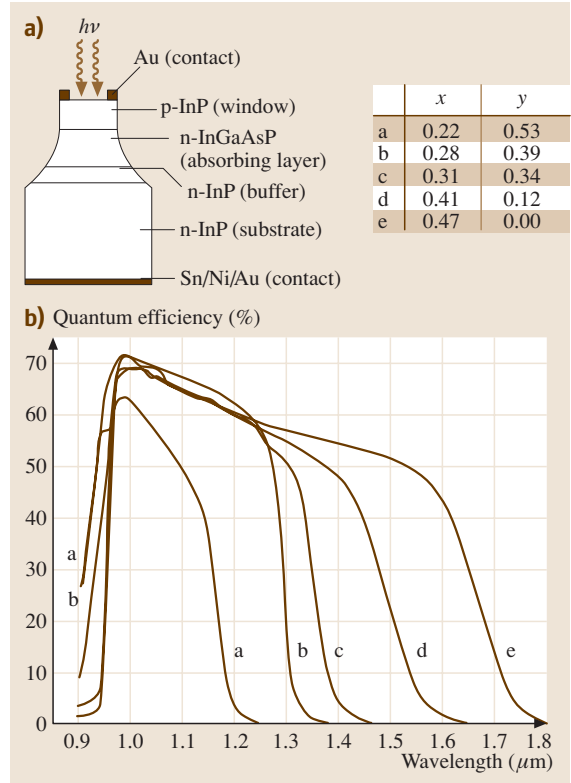 a)
hν
Au (contact)
p-InP (window)
n-InGaAsP
(absorbing layer)
n-InP (buffer)
n-InP (substrate)
Sn/Ni/Au (contact)
x y
a 0.22 0.53
b 0.28 0.39
c 0.31 0.34
d 0.41 0.12
e 0.47 0.00
b) Quantum efficiency (%)
70
60
50
40
30
20
10
0
a
b
a b c d e
0.9 1.0 1.1 1.2 1.3 1.4 1.5 1.6 1.7 1.8
Wavelength (μm)